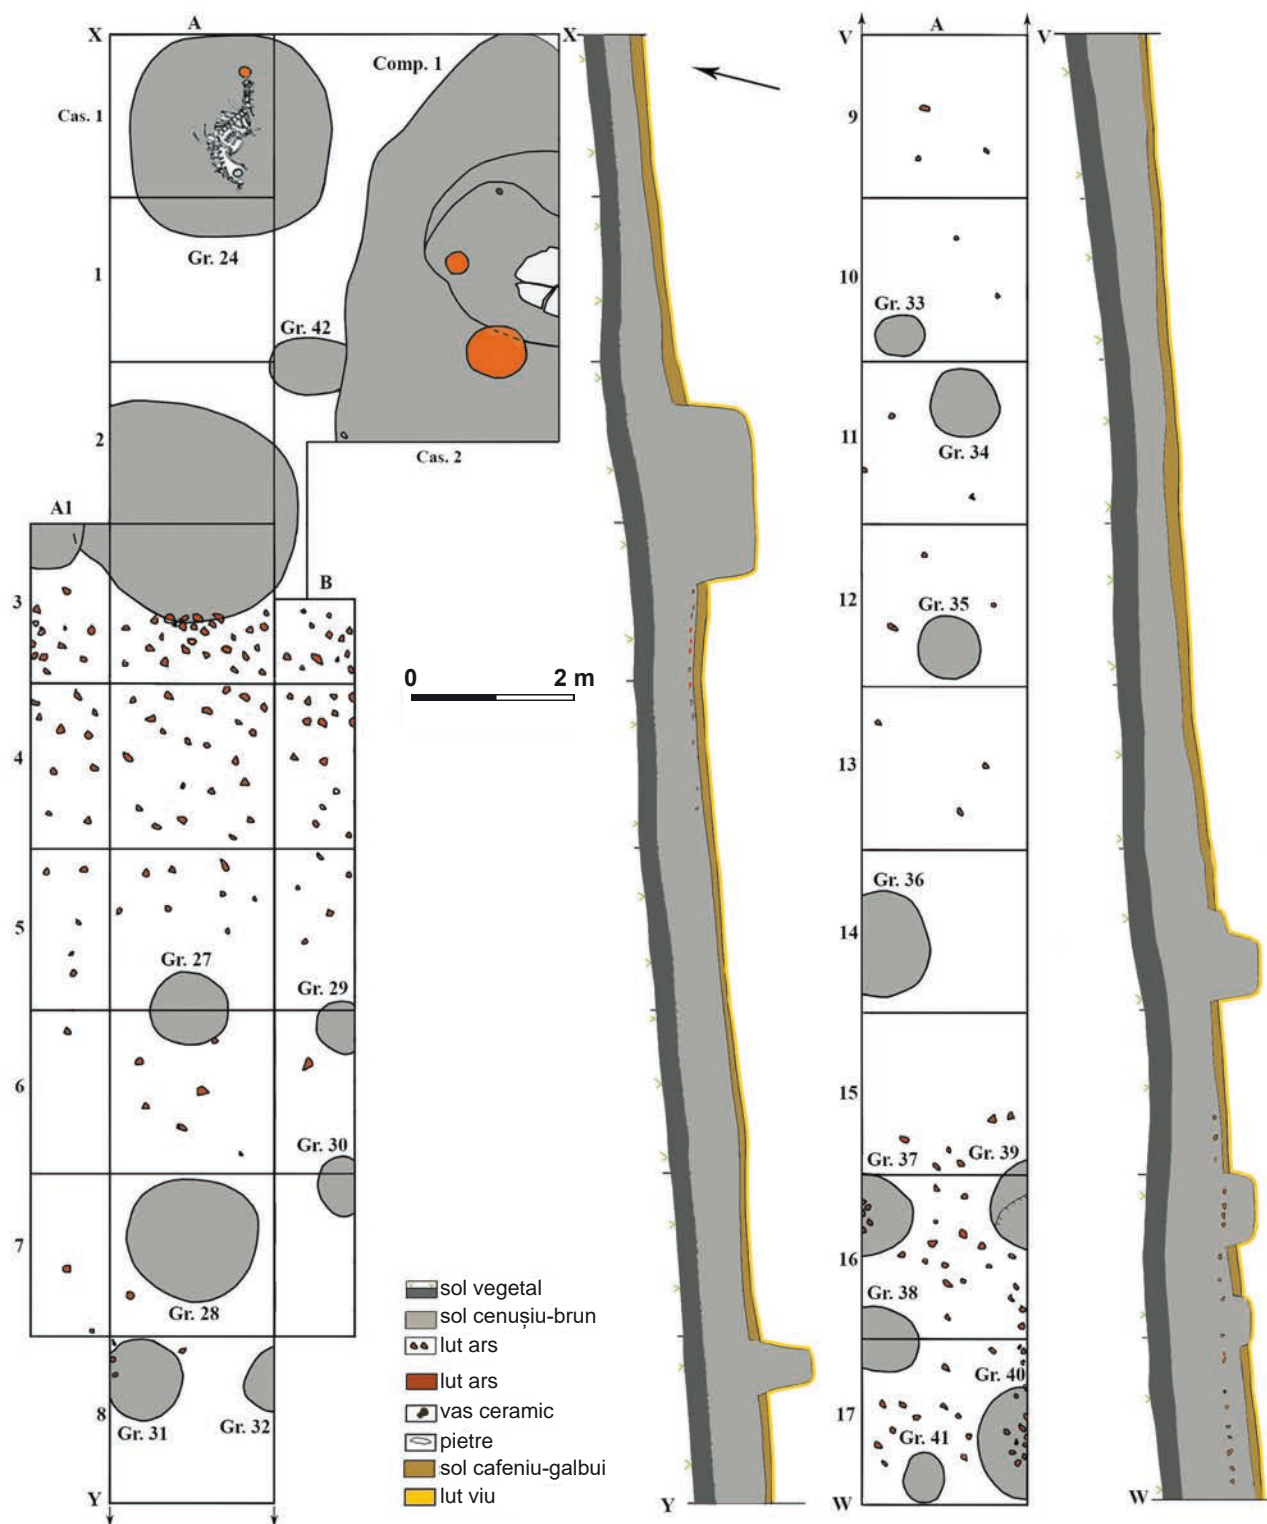 X
A
X
V
A
V
Comp. 1
Cas. 1
9
Gr. 24
1
10
Gr. 33
Gr. 42
2
11
Gr. 34
Cas. 2
A1
B
3
12
Gr. 35
0 2 m
4
13
Gr. 36
5
14
Gr. 27
Gr. 29
6
15
Gr. 30
Gr. 37
Gr. 39
7
16
Gr. 28
Gr. 38
sol vegetal
sol cenușiu-brun
lut ars
lut ars
vas ceramic
pietre
sol cafeniu-galbui
lut viu
Gr. 40
8
17
Gr. 31
Gr. 32
Gr. 41
Y
Y
W
W